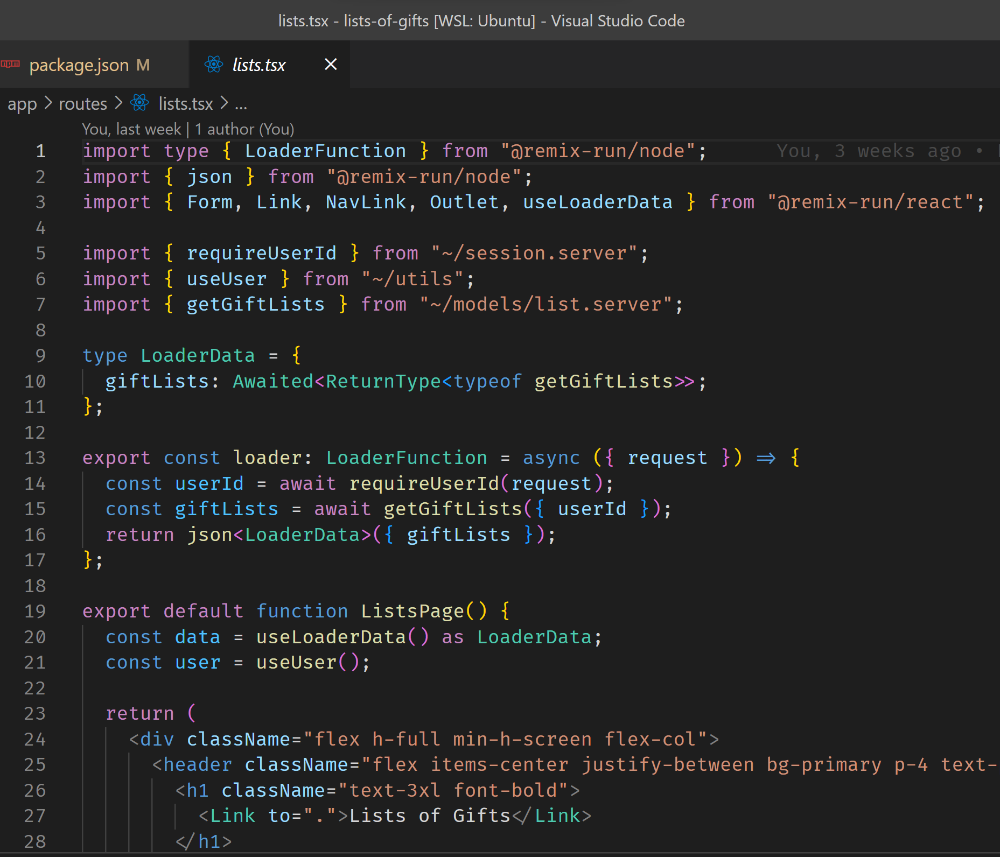 lists.tsx - lists-of-gifts [WSL: Ubuntu] - Visual Studio Code
package.json M lists.tsx
app > routes > lists.tsx > ...
You, last week | 1 author (You)
1 import type { LoaderFunction } from "@remix-run/node"; You, 3 weeks ago •
2 import { json } from "@remix-run/node";
3 import { Form, Link, NavLink, Outlet, useLoaderData } from "@remix-run/react";
4
5 import { requireUserId } from "~/session.server";
6 import { useUser } from "~/utils";
7 import { getGiftLists } from "~/models/list.server";
8
9 type LoaderData = {
10   giftLists: Awaited<ReturnType<typeof getGiftLists>>;
11 };
12
13 export const loader: LoaderFunction = async ({ request }) => {
14   const userId = await requireUserId(request);
15   const giftLists = await getGiftLists({ userId });
16   return json<LoaderData>({ giftLists });
17 };
18
19 export default function ListsPage() {
20   const data = useLoaderData() as LoaderData;
21   const user = useUser();
22
23   return (
24     <div className="flex h-full min-h-screen flex-col">
25       <header className="flex items-center justify-between bg-primary p-4 text-
26         <h1 className="text-3xl font-bold">
27           <Link to=".">Lists of Gifts</Link>
28         </h1>